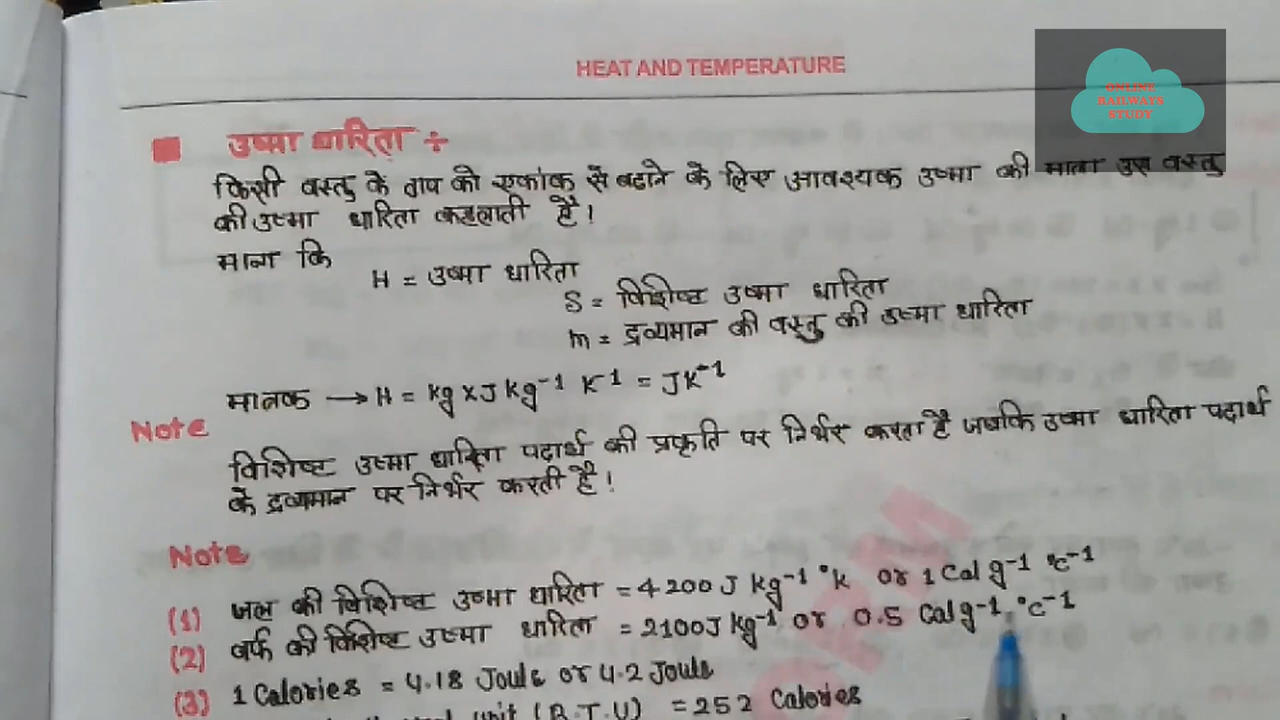 HEAT AND TEMPERATURE
ONLINE
RAILWAYS
STUDY
उष्मा धारिता ÷
किसी वस्तु के ताप को एकांक से बढाने के लिए आवश्यक उष्मा की मात्रा उस वस्तु
की उष्मा धारिता कहलाती है।
माना कि
H = उष्मा धारिता
S = विशिष्ट उष्मा धारिता
m = द्रव्यमान की वस्तु की उष्मा धारिता
मात्रक → H = kg x J kg⁻¹ K⁻¹ = JK⁻¹
Note
विशिष्ट उष्मा धारिता पदार्थ की प्रकृति पर निर्भर करता है जबकि उष्मा धारिता पदार्थ
के द्रव्यमान पर निर्भर करती है।
Note
(1) जल की विशिष्ट उष्मा धारिता = 4200 J kg⁻¹ °k or 1 Cal g⁻¹ °c⁻¹
(2) बर्फ की विशिष्ट उष्मा धारिता = 2100J kg⁻¹ or 0.5 Cal g⁻¹ °c⁻¹
(3) 1 Calories = 4.18 Joule or 4.2 Joule
unit (B.T.U) = 252 Calories